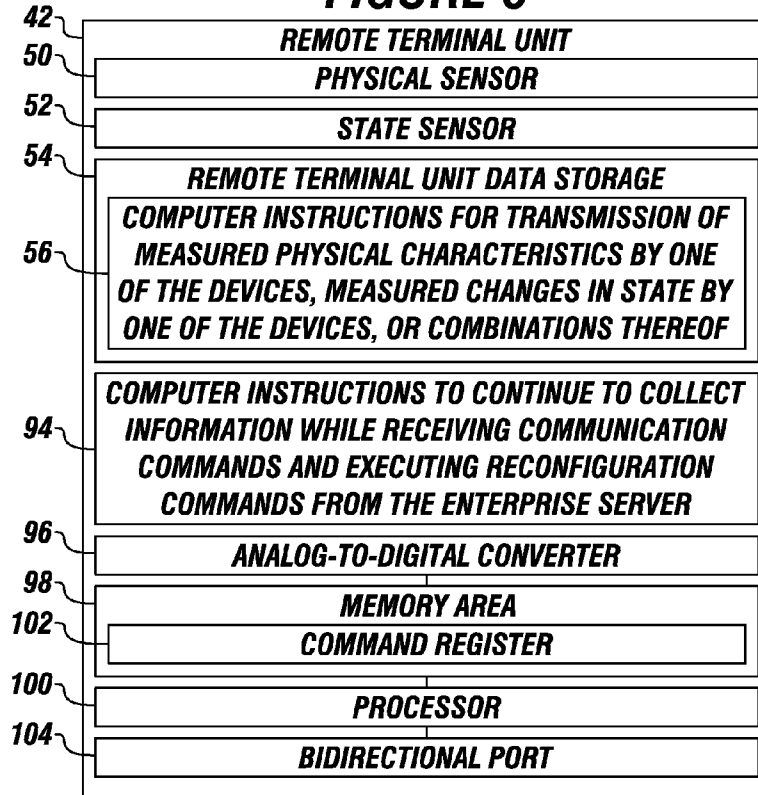 42
REMOTE TERMINAL UNIT
50
PHYSICAL SENSOR
52
STATE SENSOR
54
REMOTE TERMINAL UNIT DATA STORAGE
56
COMPUTER INSTRUCTIONS FOR TRANSMISSION OF
MEASURED PHYSICAL CHARACTERISTICS BY ONE
OF THE DEVICES, MEASURED CHANGES IN STATE BY
ONE OF THE DEVICES, OR COMBINATIONS THEREOF
94
COMPUTER INSTRUCTIONS TO CONTINUE TO COLLECT
INFORMATION WHILE RECEIVING COMMUNICATION
COMMANDS AND EXECUTING RECONFIGURATION
COMMANDS FROM THE ENTERPRISE SERVER
96
ANALOG-TO-DIGITAL CONVERTER
98
MEMORY AREA
102
COMMAND REGISTER
100
PROCESSOR
104
BIDIRECTIONAL PORT